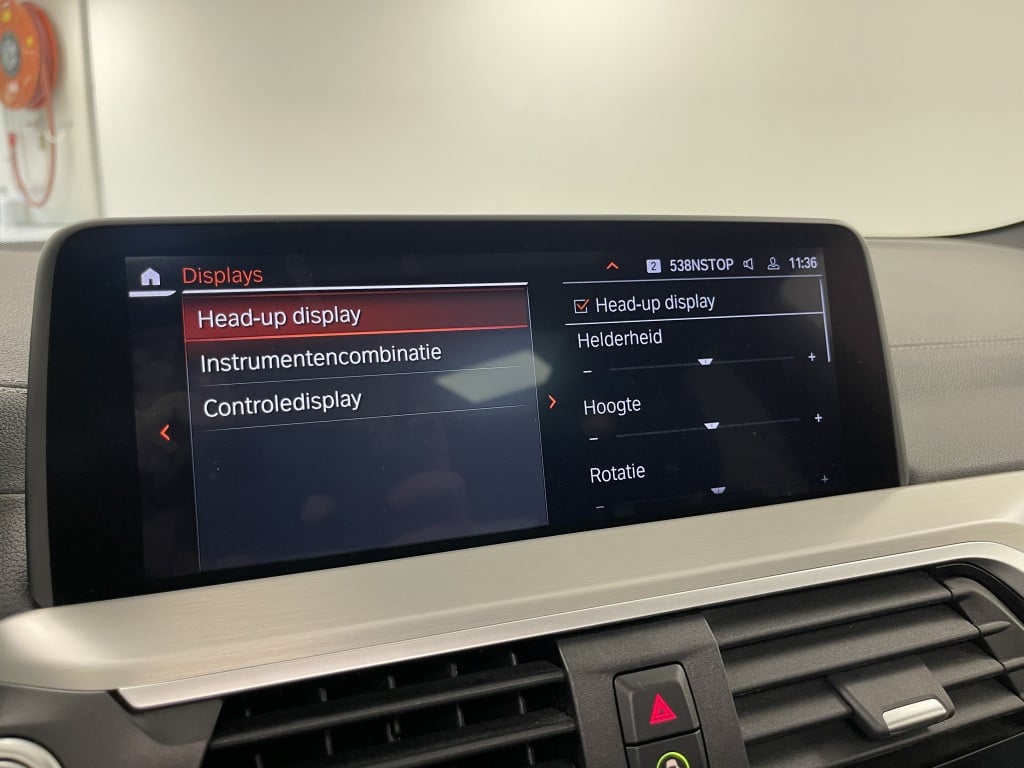 Displays
2 538NSTOP 11:36
Head-up display
Instrumentencombinatie
Controledisplay
Head-up display
Helderheid
- +
Hoogte
- +
Rotatie
- +